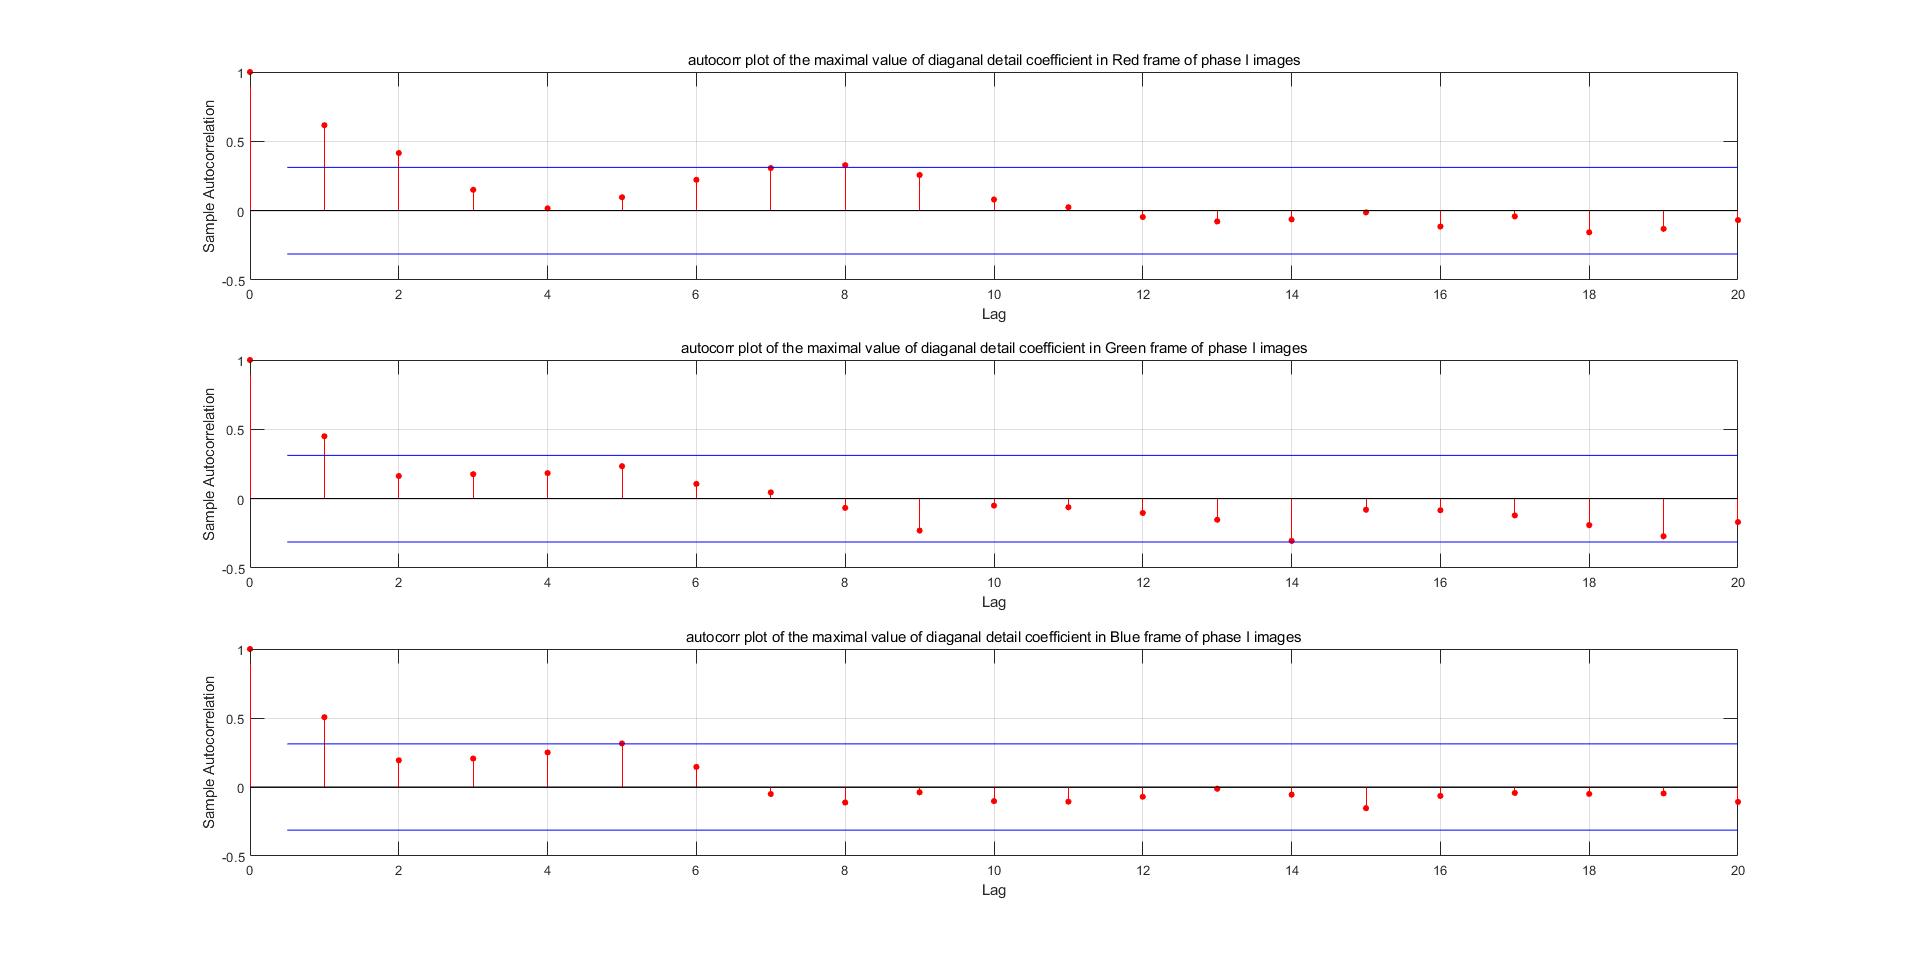 autocorr plot of the maximal value of diaganal detail coefficient in Red frame of phase I images
Sample Autocorrelation
1
0.5
0
-0.5
0 2 4 6 8 10 12 14 16 18 20
Lag
autocorr plot of the maximal value of diaganal detail coefficient in Green frame of phase I images
Sample Autocorrelation
1
0.5
0
-0.5
0 2 4 6 8 10 12 14 16 18 20
Lag
autocorr plot of the maximal value of diaganal detail coefficient in Blue frame of phase I images
Sample Autocorrelation
1
0.5
0
-0.5
0 2 4 6 8 10 12 14 16 18 20
Lag